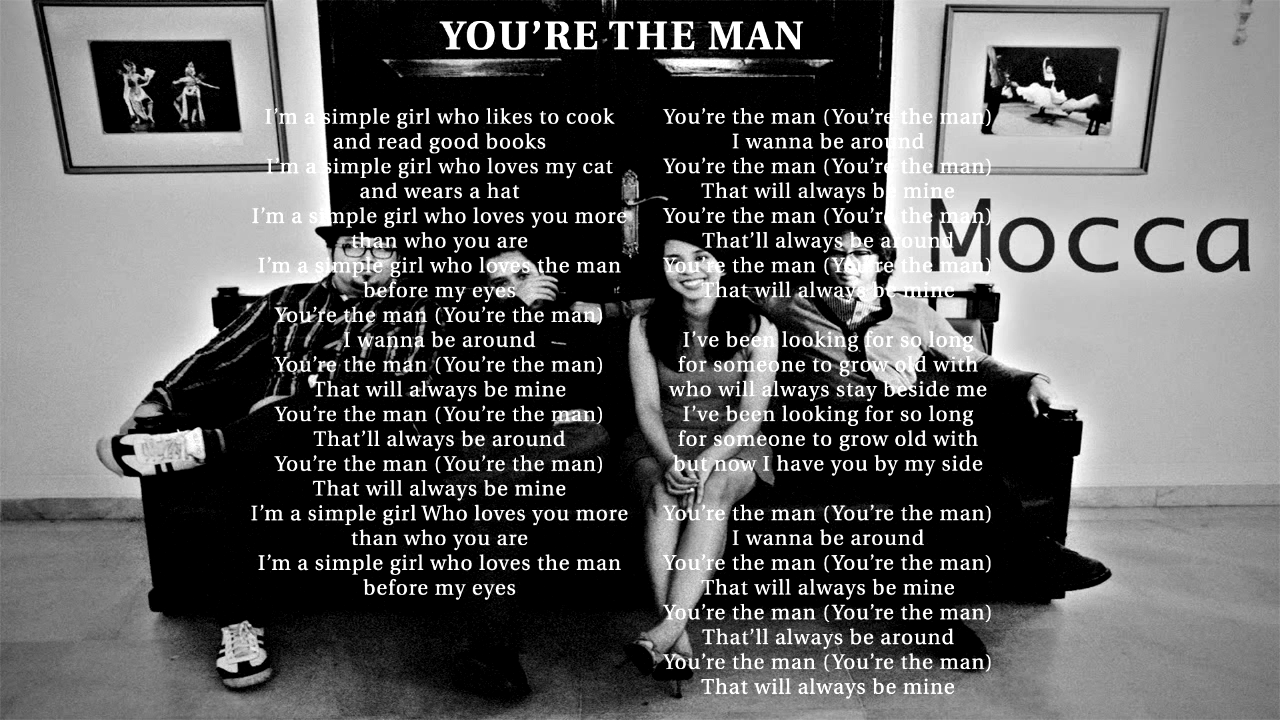 YOU'RE THE MAN
I'm a simple girl who likes to cook
and read good books
I'm a simple girl who loves my cat
and wears a hat
I'm a simple girl who loves you more
than who you are
I'm a simple girl who loves the man
before my eyes
You're the man (You're the man)
I wanna be around
You're the man (You're the man)
That will always be mine
You're the man (You're the man)
That'll always be around
You're the man (You're the man)
That will always be mine
I'm a simple girl Who loves you more
than who you are
I'm a simple girl who loves the man
before my eyes
You're the man (You're the man)
I wanna be around
You're the man (You're the man)
That will always be mine
You're the man (You're the man)
That'll always be around
You're the man (You're the man)
That will always be mine
I've been looking for so long
for someone to grow old with
who will always stay beside me
I've been looking for so long
for someone to grow old with
but now I have you by my side
You're the man (You're the man)
I wanna be around
You're the man (You're the man)
That will always be mine
You're the man (You're the man)
That'll always be around
You're the man (You're the man)
That will always be mine
Mocca